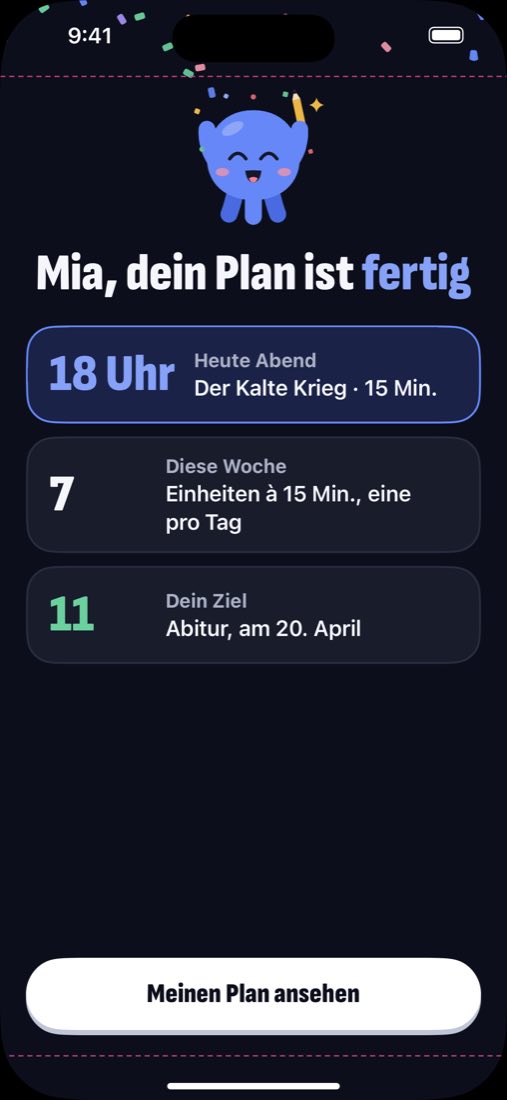 9:41
Mia, dein Plan ist fertig
18 Uhr
Heute Abend
Der Kalte Krieg · 15 Min.
7
Diese Woche
Einheiten à 15 Min., eine
pro Tag
11
Dein Ziel
Abitur, am 20. April
Meinen Plan ansehen